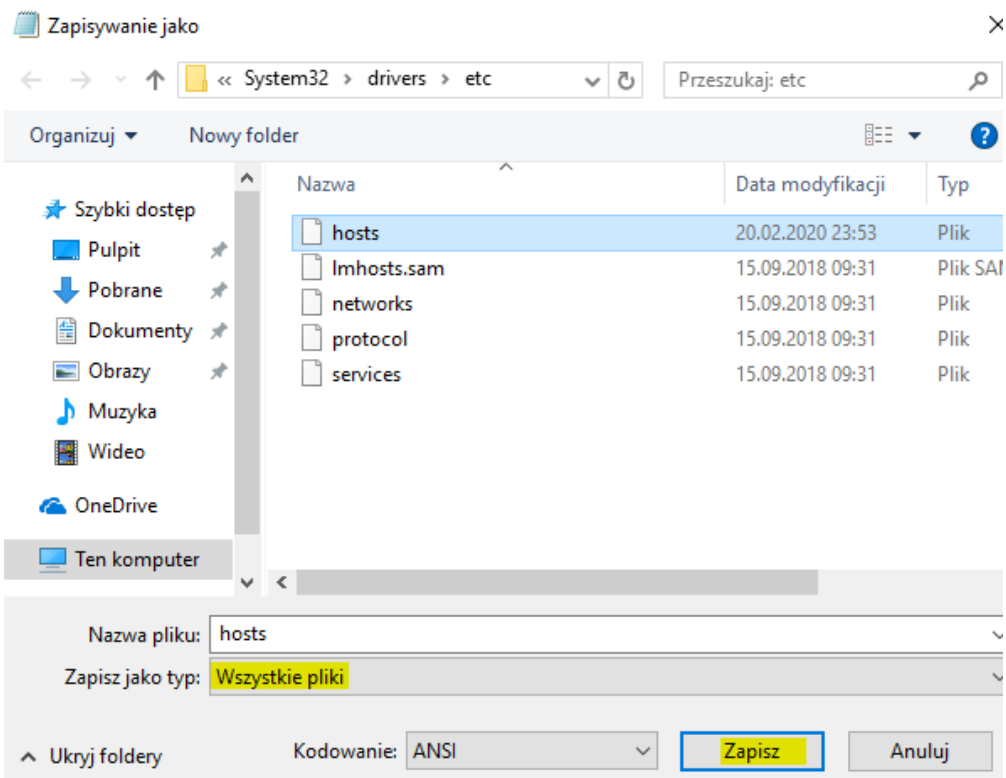 Zapisywanie jako
« System32 > drivers > etc
Przeszukaj: etc
Organizuj
Nowy folder
Nazwa
Data modyfikacji
Typ
Szybki dostęp
Pulpit
Pobrane
Dokumenty
Obrazy
Muzyka
Wideo
OneDrive
Ten komputer
hosts 20.02.2020 23:53 Plik
lmhosts.sam 15.09.2018 09:31 Plik SAM
networks 15.09.2018 09:31 Plik
protocol 15.09.2018 09:31 Plik
services 15.09.2018 09:31 Plik
Nazwa pliku: hosts
Zapisz jako typ: Wszystkie pliki
Ukryj foldery
Kodowanie: ANSI
Zapisz
Anuluj